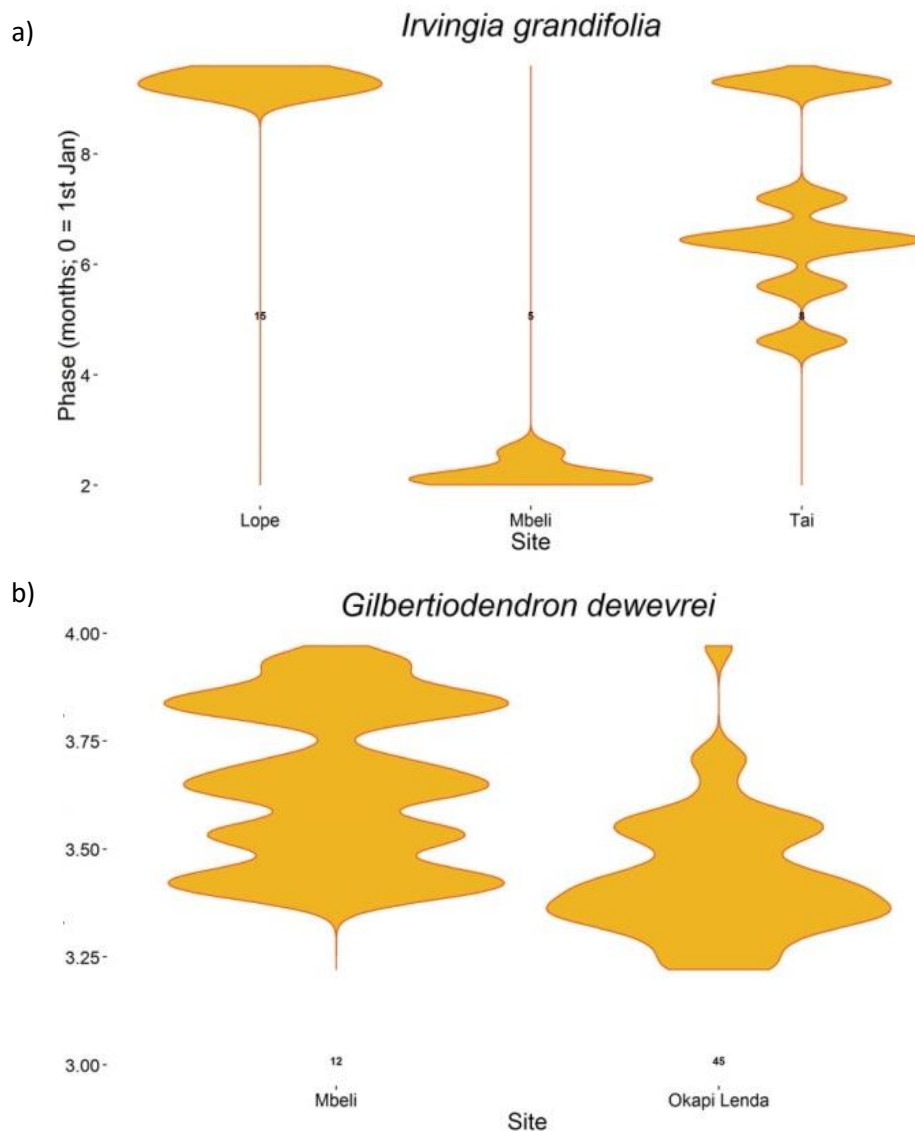 a)
Irvingia grandifolia
Phase (months; 0 = 1st Jan)
8
6
4
2
15
5
8
Lope
Mbeli
Tai
Site
b)
Gilbertiodendron dewevrei
4.00
3.75
3.50
3.25
3.00
12
45
Mbeli
Okapi Lenda
Site